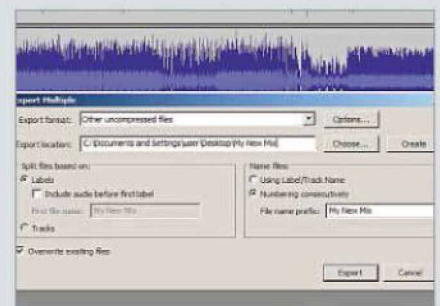 Export Multiple
Export format: Other uncompressed files Options...
Export location: C:\Documents and Settings\user\Desktop\My New Mix Choose... Create
Split files based on:
Labels
Include audio before first label
First file name: My New Mix
Tracks
Name files:
Using Label/Track Name
Numbering consecutively
File name prefix: My New Mix
Overwrite existing files
Export Cancel